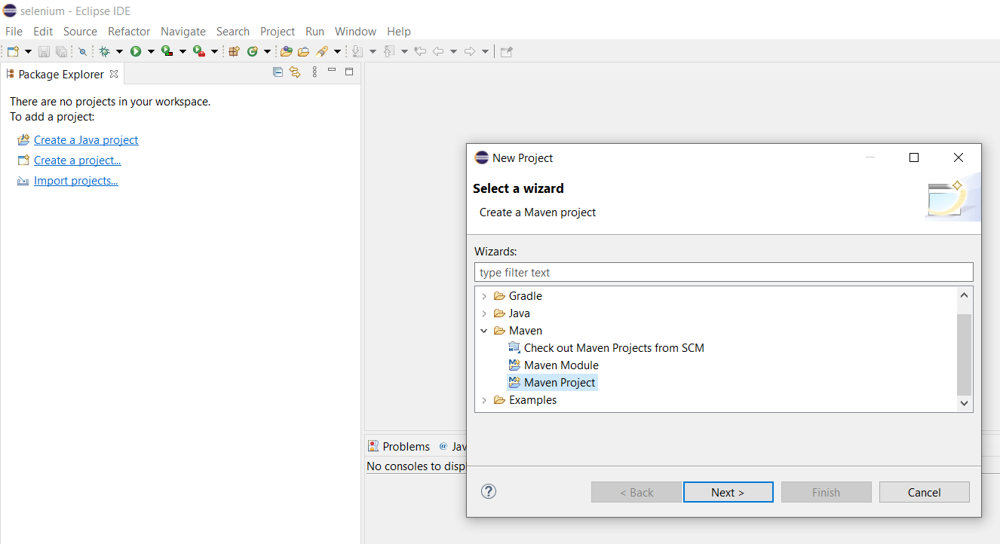 selenium - Eclipse IDE
File Edit Source Refactor Navigate Search Project Run Window Help
Package Explorer
There are no projects in your workspace.
To add a project:
Create a Java project
Create a project...
Import projects...
New Project
Select a wizard
Create a Maven project
Wizards:
type filter text
Gradle
Java
Maven
Check out Maven Projects from SCM
Maven Module
Maven Project
Examples
Problems @ Jav
No consoles to disp
< Back Next > Finish Cancel